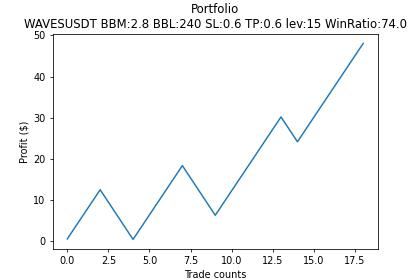 Portfolio
WAVESUSDT BBM:2.8 BBL:240 SL:0.6 TP:0.6 lev:15 WinRatio:74.0
50
40
30
20
10
0
Profit ($)
0.0 2.5 5.0 7.5 10.0 12.5 15.0 17.5
Trade counts